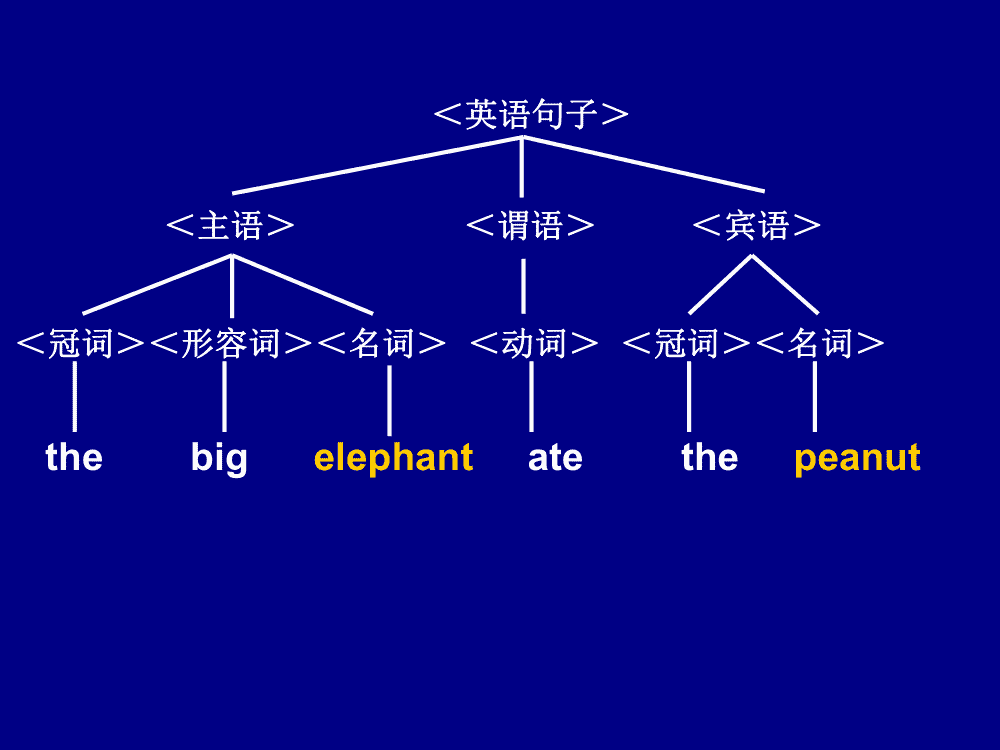 ＜英语句子＞
＜主语＞ ＜谓语＞ ＜宾语＞
＜冠词＞＜形容词＞＜名词＞ ＜动词＞ ＜冠词＞＜名词＞
the big elephant ate the peanut